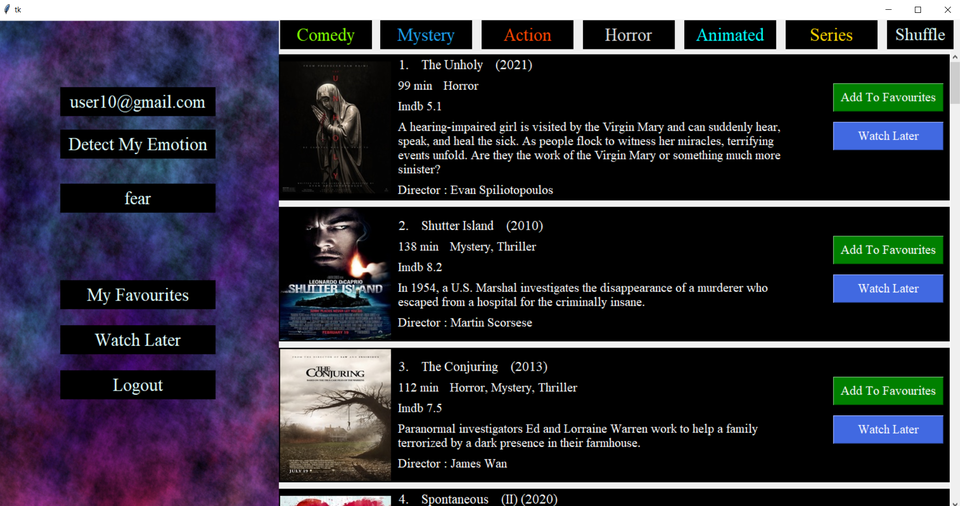 tk
Comedy
Mystery
Action
Horror
Animated
Series
Shuffle
user10@gmail.com
Detect My Emotion
fear
My Favourites
Watch Later
Logout
1. The Unholy (2021)
99 min Horror
Imdb 5.1
A hearing-impaired girl is visited by the Virgin Mary and can suddenly hear,
speak, and heal the sick. As people flock to witness her miracles, terrifying
events unfold. Are they the work of the Virgin Mary or something much more
sinister?
Director : Evan Spiliotopoulos
Add To Favourites
Watch Later
LEONARDO DiCAPRIO
SHUTTER ISLAND
2. Shutter Island (2010)
138 min Mystery, Thriller
Imdb 8.2
In 1954, a U.S. Marshal investigates the disappearance of a murderer who
escaped from a hospital for the criminally insane.
Director : Martin Scorsese
Add To Favourites
Watch Later
THE
CONJURING
3. The Conjuring (2013)
112 min Horror, Mystery, Thriller
Imdb 7.5
Paranormal investigators Ed and Lorraine Warren work to help a family
terrorized by a dark presence in their farmhouse.
Director : James Wan
Add To Favourites
Watch Later
4. Spontaneous (II) (2020)